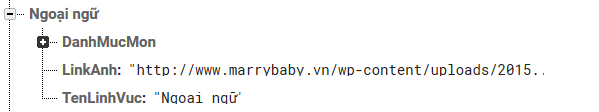 Ngoại ngữ
DanhMucMon
LinkAnh: "http://www.marrybaby.vn/wp-content/uploads/2015..
TenLinhVuc: "Ngoại ngữ"